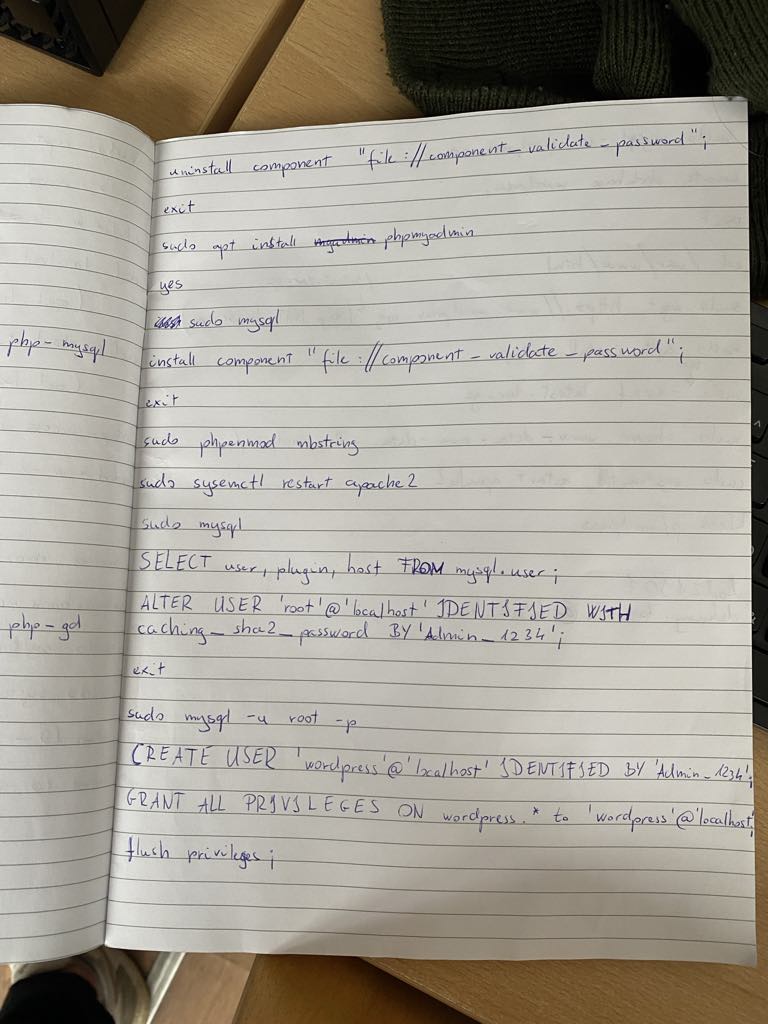 php-mysql
php-gd
uninstall component "file://component_validate_password";
exit
sudo apt install myadmin phpmyadmin
yes
sudo mysql
install component "file://component_validate_password";
exit
sudo phpenmod mbstring
sudo sysemctl restart apache2
sudo mysql
SELECT user, plugin, host FROM mysql.user;
ALTER USER 'root'@'localhost' IDENTIFIED WITH
caching_sha2_password BY 'Admin_1234';
exit
sudo mysql -u root -p
CREATE USER 'wordpress'@'localhost' IDENTIFIED BY 'Admin_1234';
GRANT ALL PRIVILEGES ON wordpress.* to 'wordpress'@'localhost;
flush privileges;